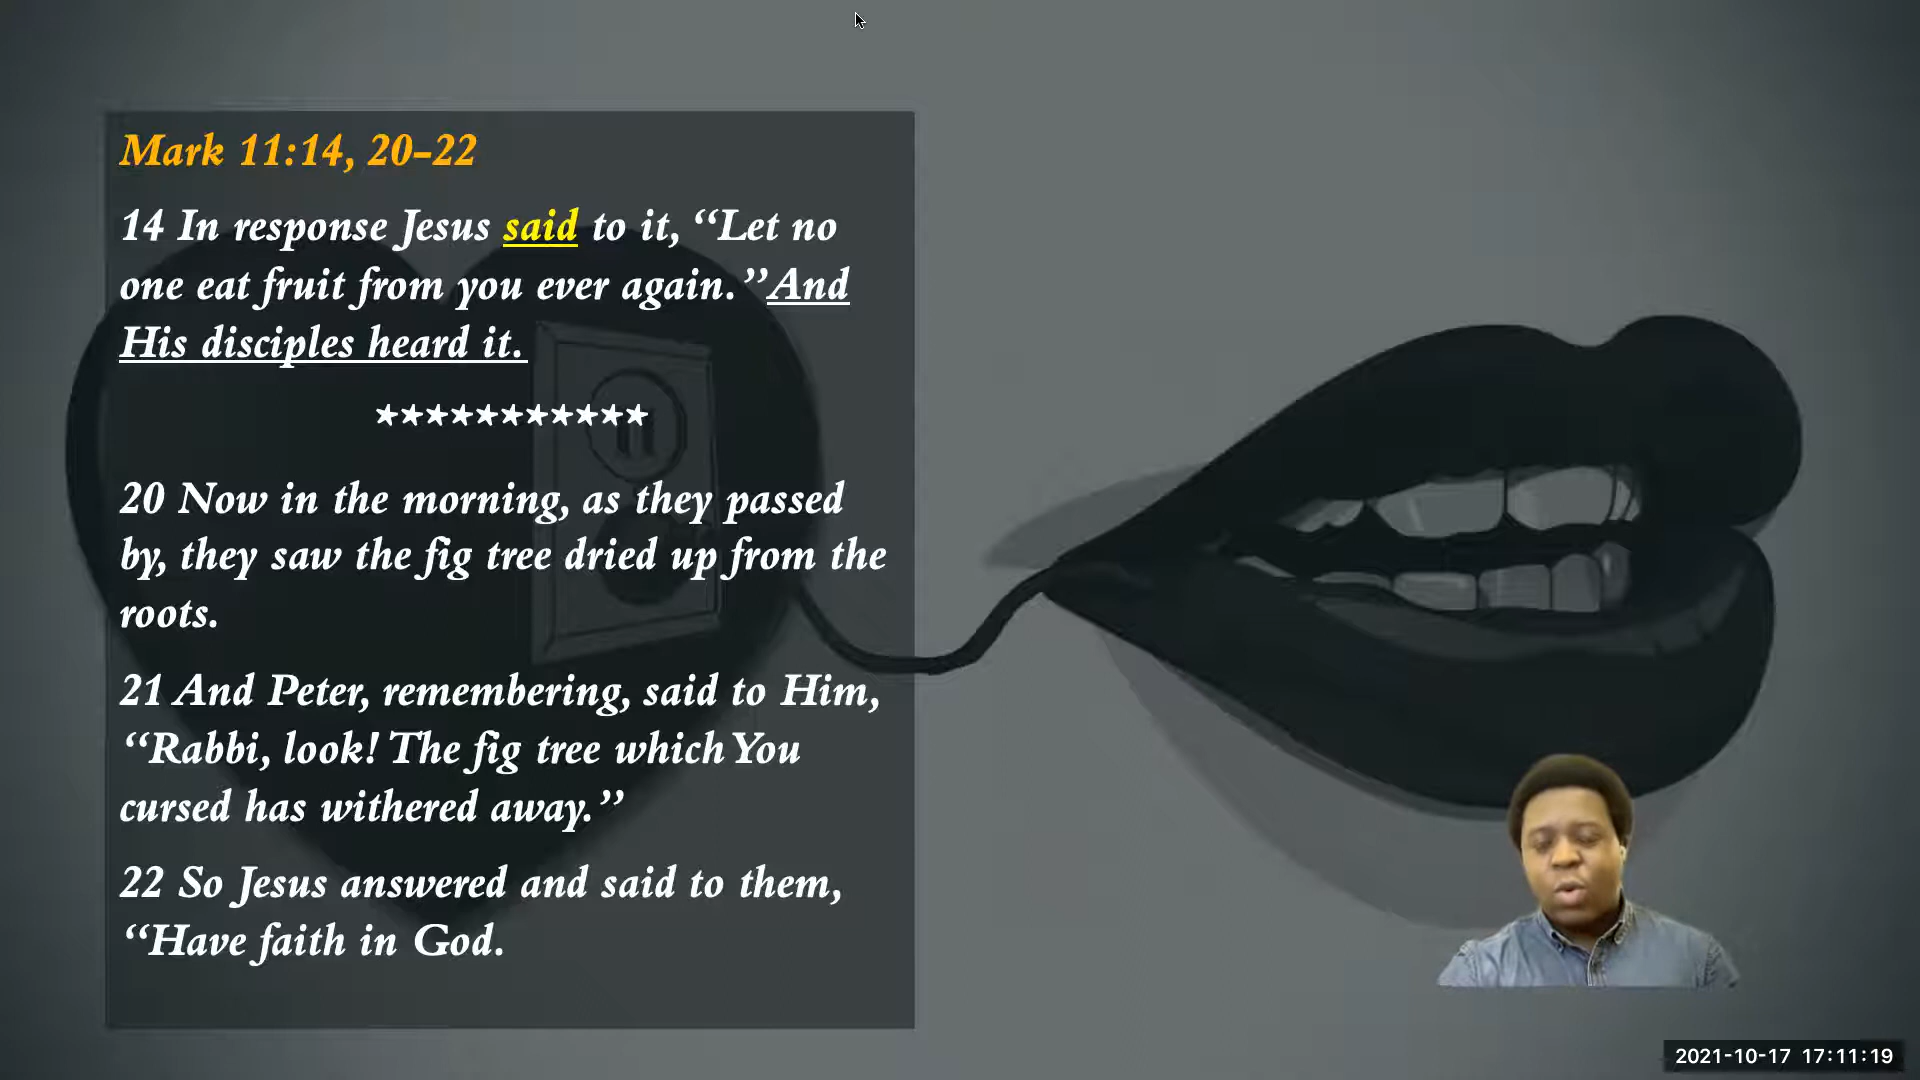 Mark 11:14, 20–22
14 In response Jesus said to it, “Let no
one eat fruit from you ever again.” And
His disciples heard it.
***********
20 Now in the morning, as they passed
by, they saw the fig tree dried up from the
roots.
21 And Peter, remembering, said to Him,
“Rabbi, look! The fig tree which You
cursed has withered away.”
22 So Jesus answered and said to them,
“Have faith in God.
2021-10-17 17:11:19